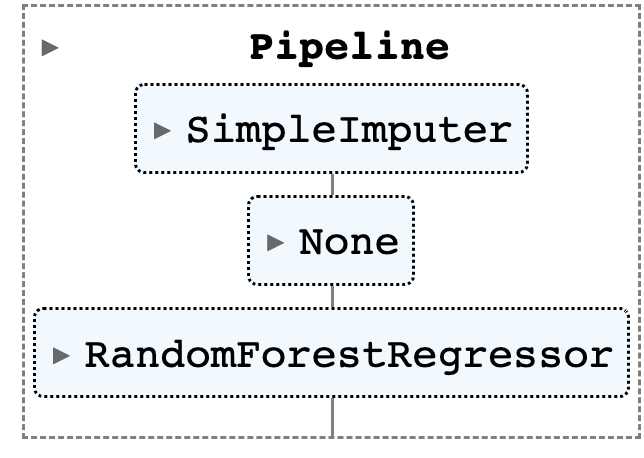 Pipeline
SimpleImputer
None
RandomForestRegressor